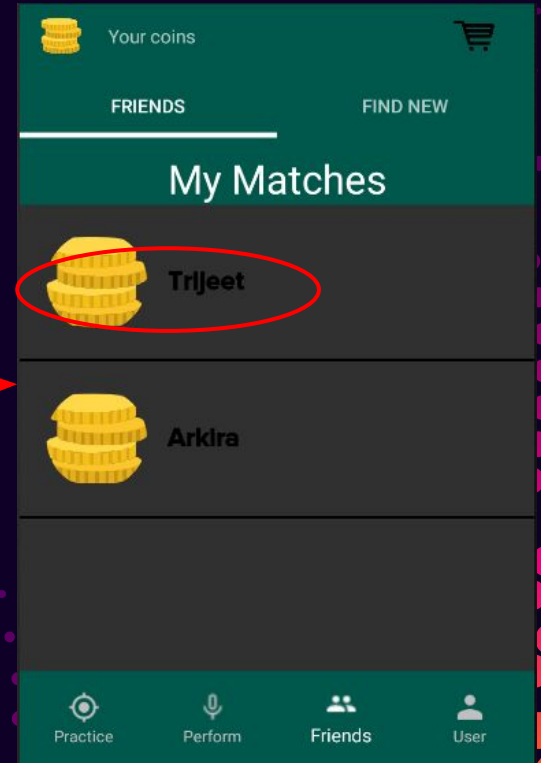 Your coins
FRIENDS FIND NEW
My Matches
Trijeet
Arkira
Practice Perform Friends User